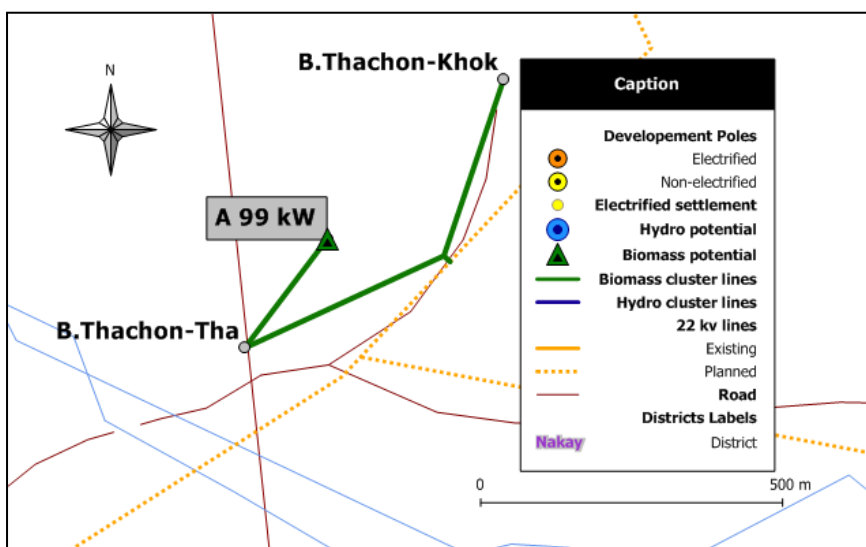 N
B.Thachon-Khok
A 99 kW
B.Thachon-Tha
Caption
Developement Poles
Electrified
Non-electrified
Electrified settlement
Hydro potential
Biomass potential
Biomass cluster lines
Hydro cluster lines
22 kv lines
Existing
Planned
Road
Districts Labels
Nakay District
0 500 m